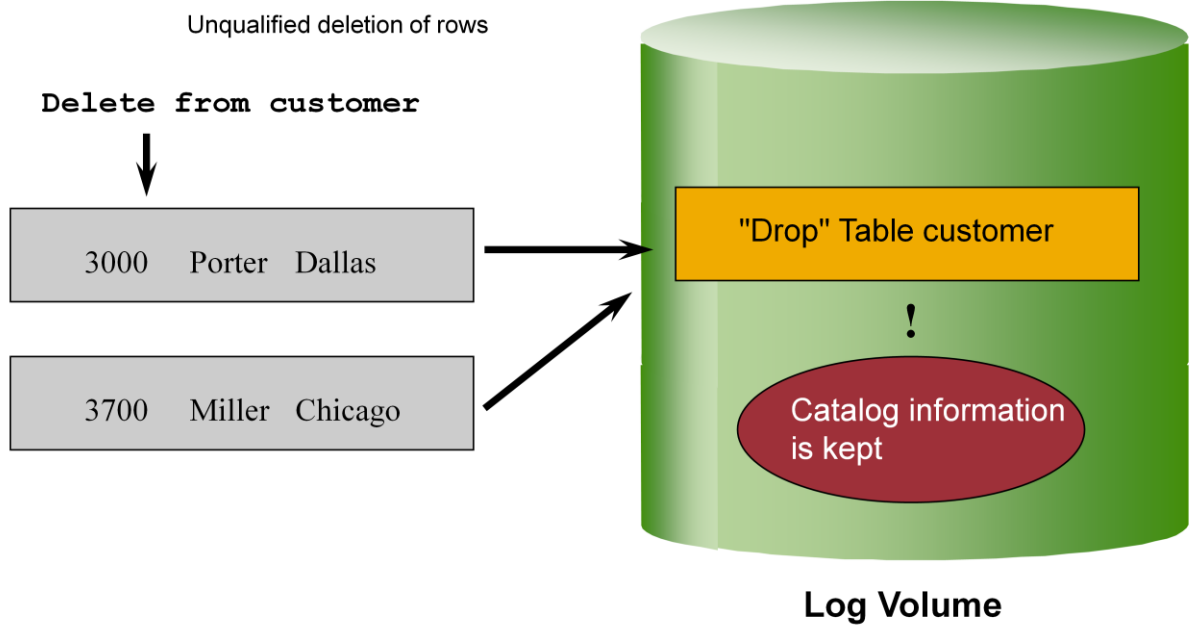 Unqualified deletion of rows
Delete from customer
3000 Porter Dallas
3700 Miller Chicago
"Drop" Table customer
!
Catalog information
is kept
Log Volume